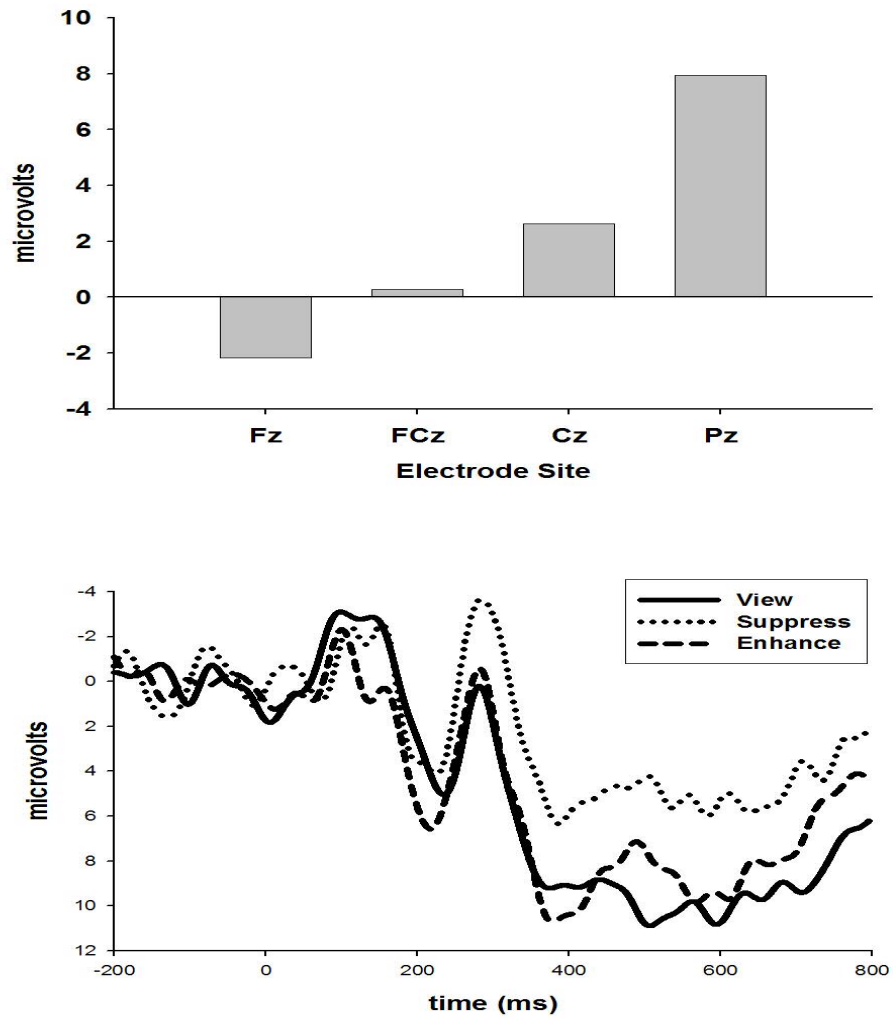 10
8
6
4
2
0
-2
-4
microvolts
Fz FCz Cz Pz
Electrode Site
-4
-2
0
2
4
6
8
10
12
microvolts
View
Suppress
Enhance
-200 0 200 400 600 800
time (ms)